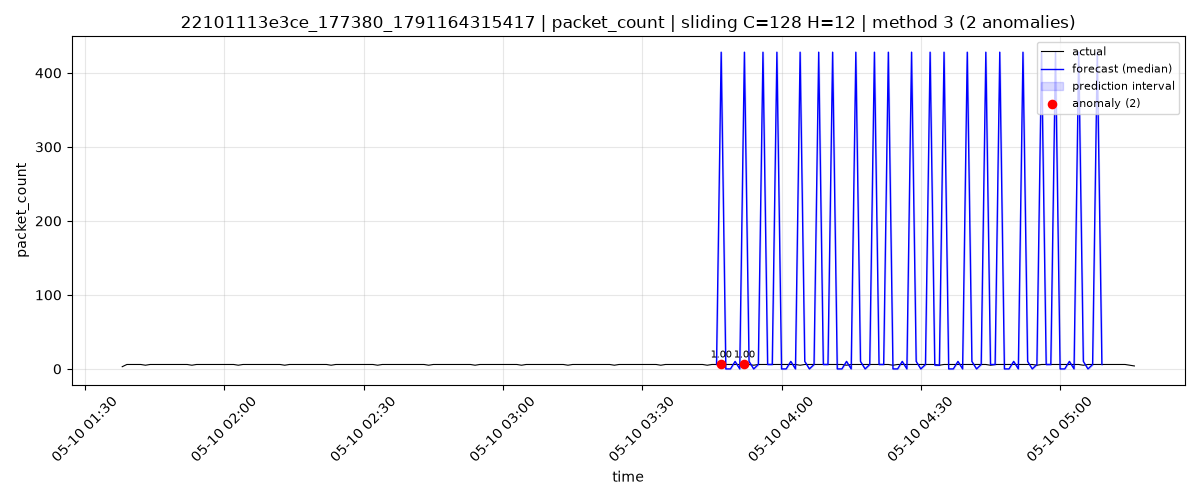 22101113e3ce_177380_1791164315417 | packet_count | sliding C=128 H=12 | method 3 (2 anomalies)
actual
forecast (median)
prediction interval
anomaly (2)
packet_count
400
300
200
100
0
1.00 1.00
05-10 01:30
05-10 02:00
05-10 02:30
05-10 03:00
05-10 03:30
05-10 04:00
05-10 04:30
05-10 05:00
time